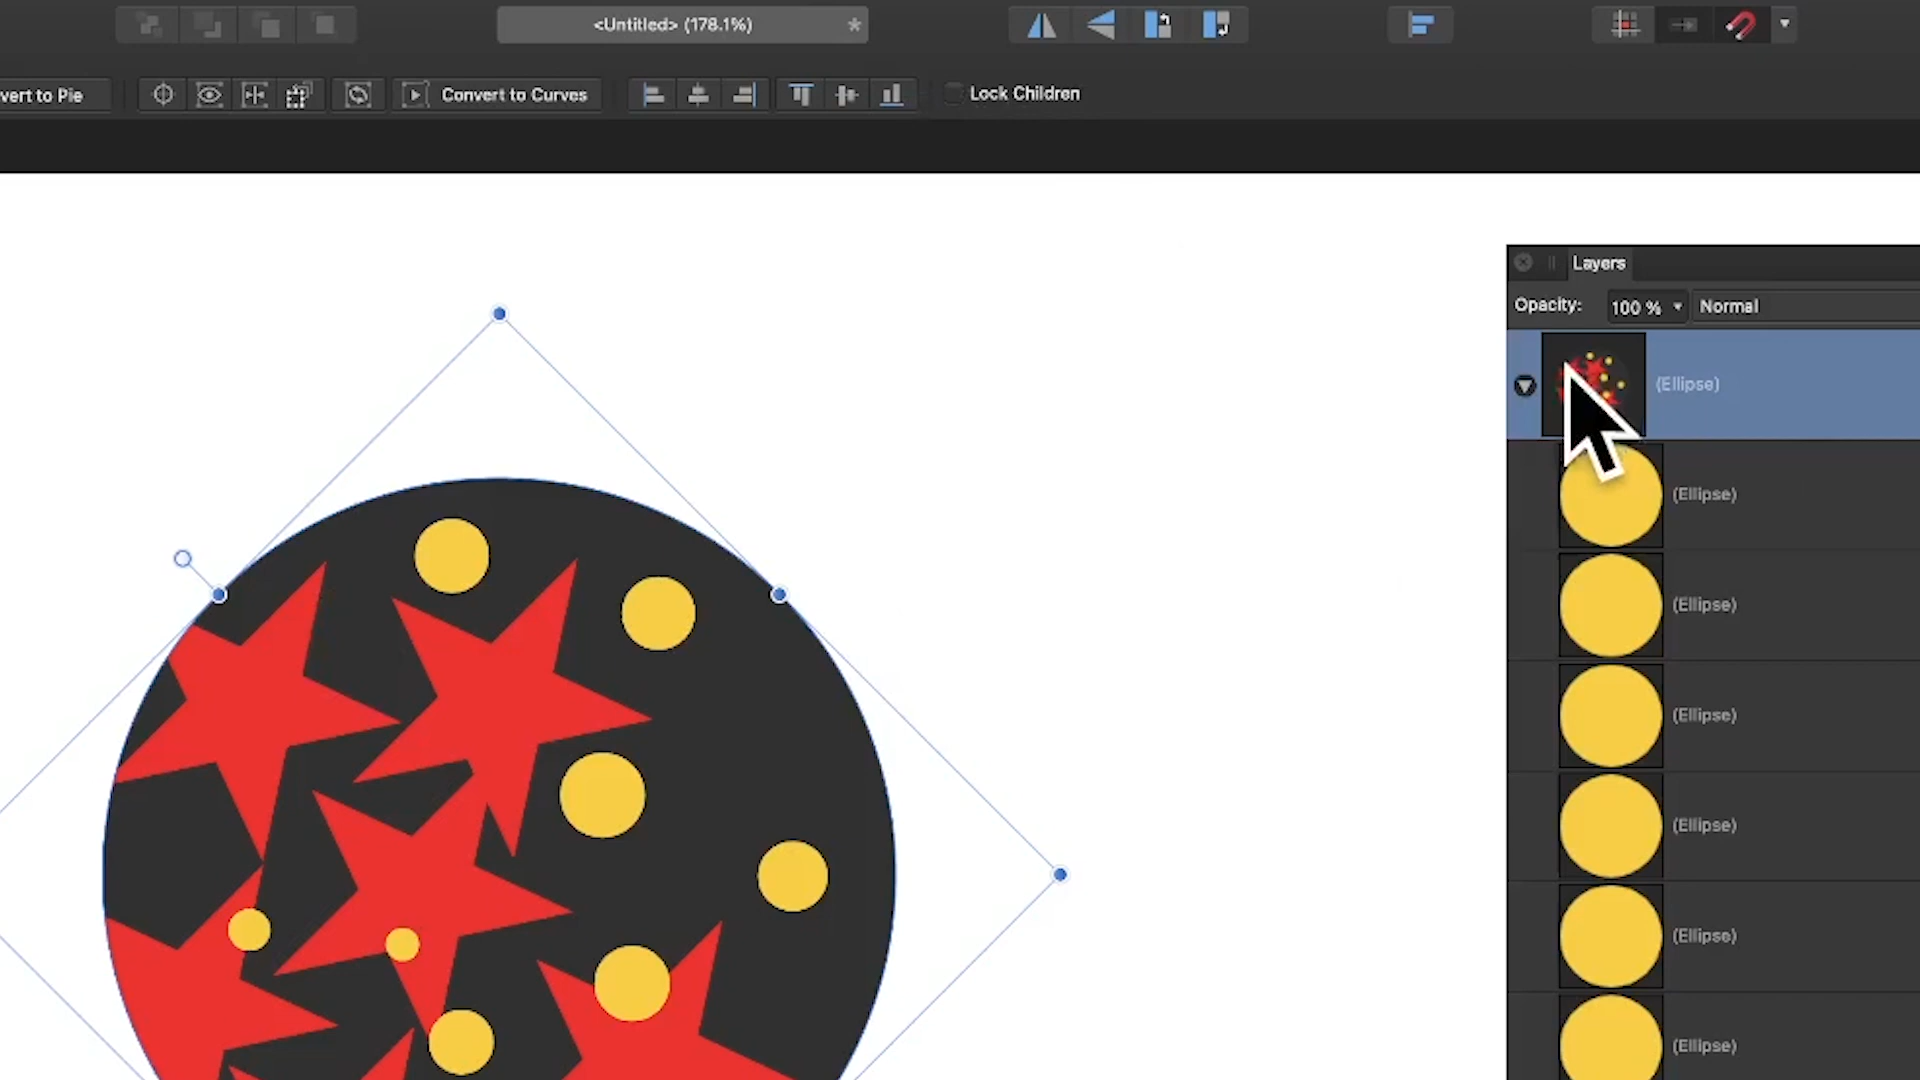 <Untitled> (178.1%) *
vert to Pie
Convert to Curves
Lock Children
Layers
Opacity: 100 % Normal
(Ellipse)
(Ellipse)
(Ellipse)
(Ellipse)
(Ellipse)
(Ellipse)
(Ellipse)